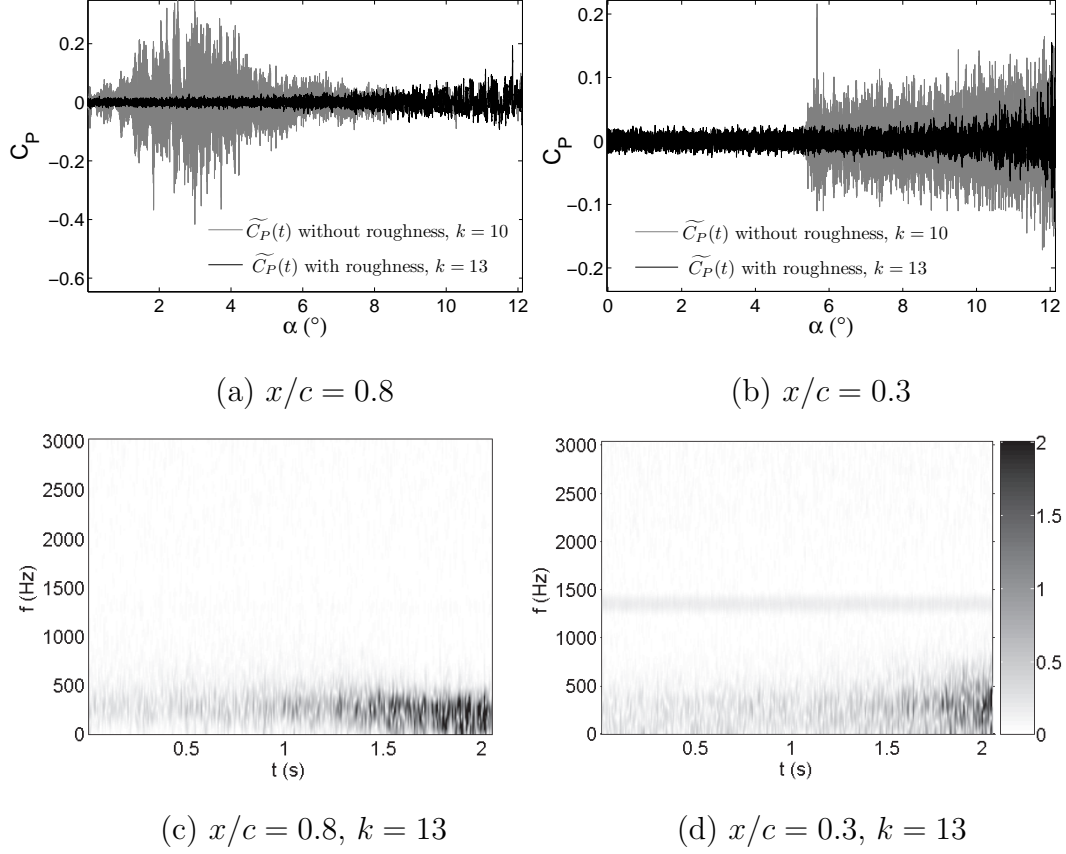 0.2
0
−0.2
−0.4
−0.6
C_P
2 4 6 8 10 12
α (°)
C̃_P(t) without roughness, k = 10
C̃_P(t) with roughness, k = 13
(a) x/c = 0.8
0.2
0.1
0
−0.1
−0.2
C_P
0 2 4 6 8 10 12
α (°)
C̃_P(t) without roughness, k = 10
C̃_P(t) with roughness, k = 13
(b) x/c = 0.3
3000
2500
2000
1500
1000
500
0
f (Hz)
0.5 1 1.5 2
t (s)
(c) x/c = 0.8, k = 13
3000
2500
2000
1500
1000
500
0
f (Hz)
0.5 1 1.5 2
t (s)
2
1.5
1
0.5
0
(d) x/c = 0.3, k = 13